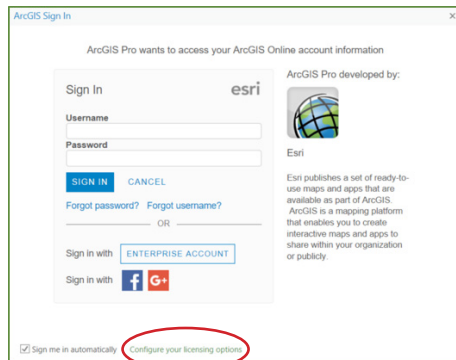 ArcGIS Sign In
ArcGIS Pro wants to access your ArcGIS Online account information
Sign In
esri
Username
Password
SIGN IN CANCEL
Forgot password? Forgot username?
OR
Sign in with ENTERPRISE ACCOUNT
Sign in with f G+
ArcGIS Pro developed by:
Esri
Esri publishes a set of ready-
use maps and apps that are
available as part of ArcGIS.
ArcGIS is a mapping platform
that enables you to create
interactive maps and apps to
share within your organization
or publicly.
Sign me in automatically Configure your licensing options